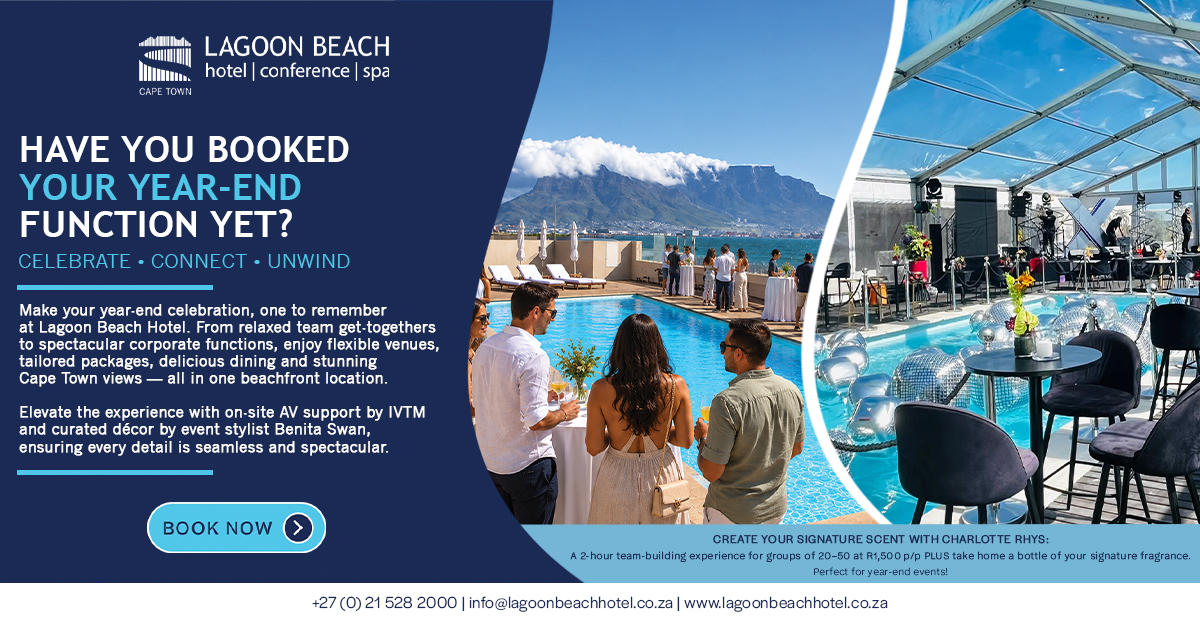 LAGOON BEACH
hotel | conference | spa
CAPE TOWN
HAVE YOU BOOKED
YOUR YEAR-END
FUNCTION YET?
CELEBRATE • CONNECT • UNWIND
Make your year-end celebration, one to remember
at Lagoon Beach Hotel. From relaxed team get-togethers
to spectacular corporate functions, enjoy flexible venues,
tailored packages, delicious dining and stunning
Cape Town views — all in one beachfront location.
Elevate the experience with on-site AV support by IVTM
and curated décor by event stylist Benita Swan,
ensuring every detail is seamless and spectacular.
BOOK NOW
CREATE YOUR SIGNATURE SCENT WITH CHARLOTTE RHYS:
A 2-hour team-building experience for groups of 20–50 at R1,500 p/p PLUS take home a bottle of your signature fragrance.
Perfect for year-end events!
+27 (0) 21 528 2000 | info@lagoonbeachhotel.co.za | www.lagoonbeachhotel.co.za